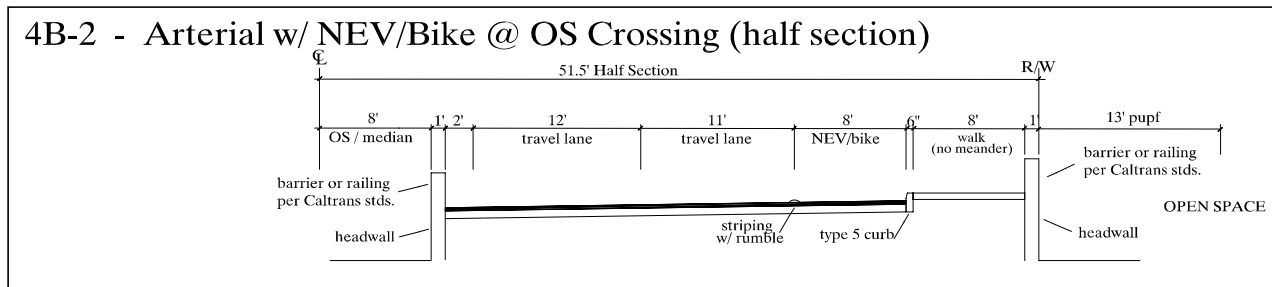 4B-2 - Arterial w/ NEV/Bike @ OS Crossing (half section)
℄
51.5' Half Section
R/W
8'
1'
2'
12'
11'
8'
6"
8'
1'
13' pupf
OS / median
travel lane
travel lane
NEV/bike
walk
(no meander)
barrier or railing
per Caltrans stds.
barrier or railing
per Caltrans stds.
OPEN SPACE
headwall
striping
w/ rumble
type 5 curb
headwall